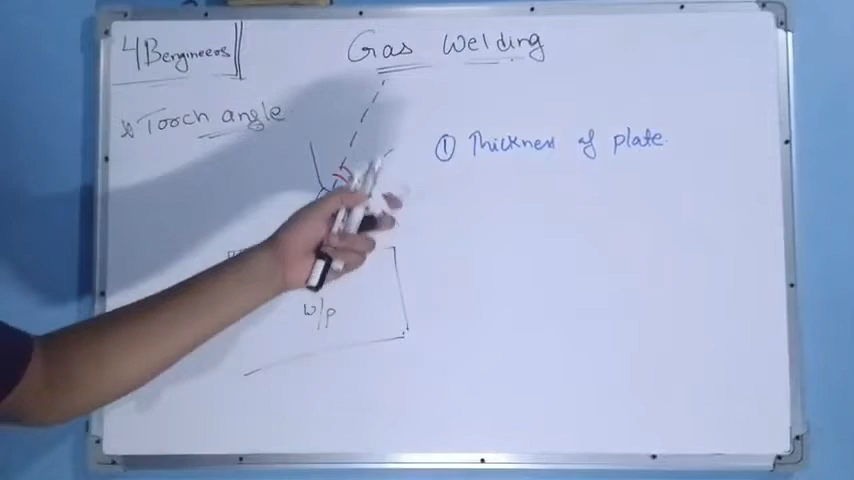 4Bengineers
Gas Welding
* Torch angle
① Thickness of plate.
w/p